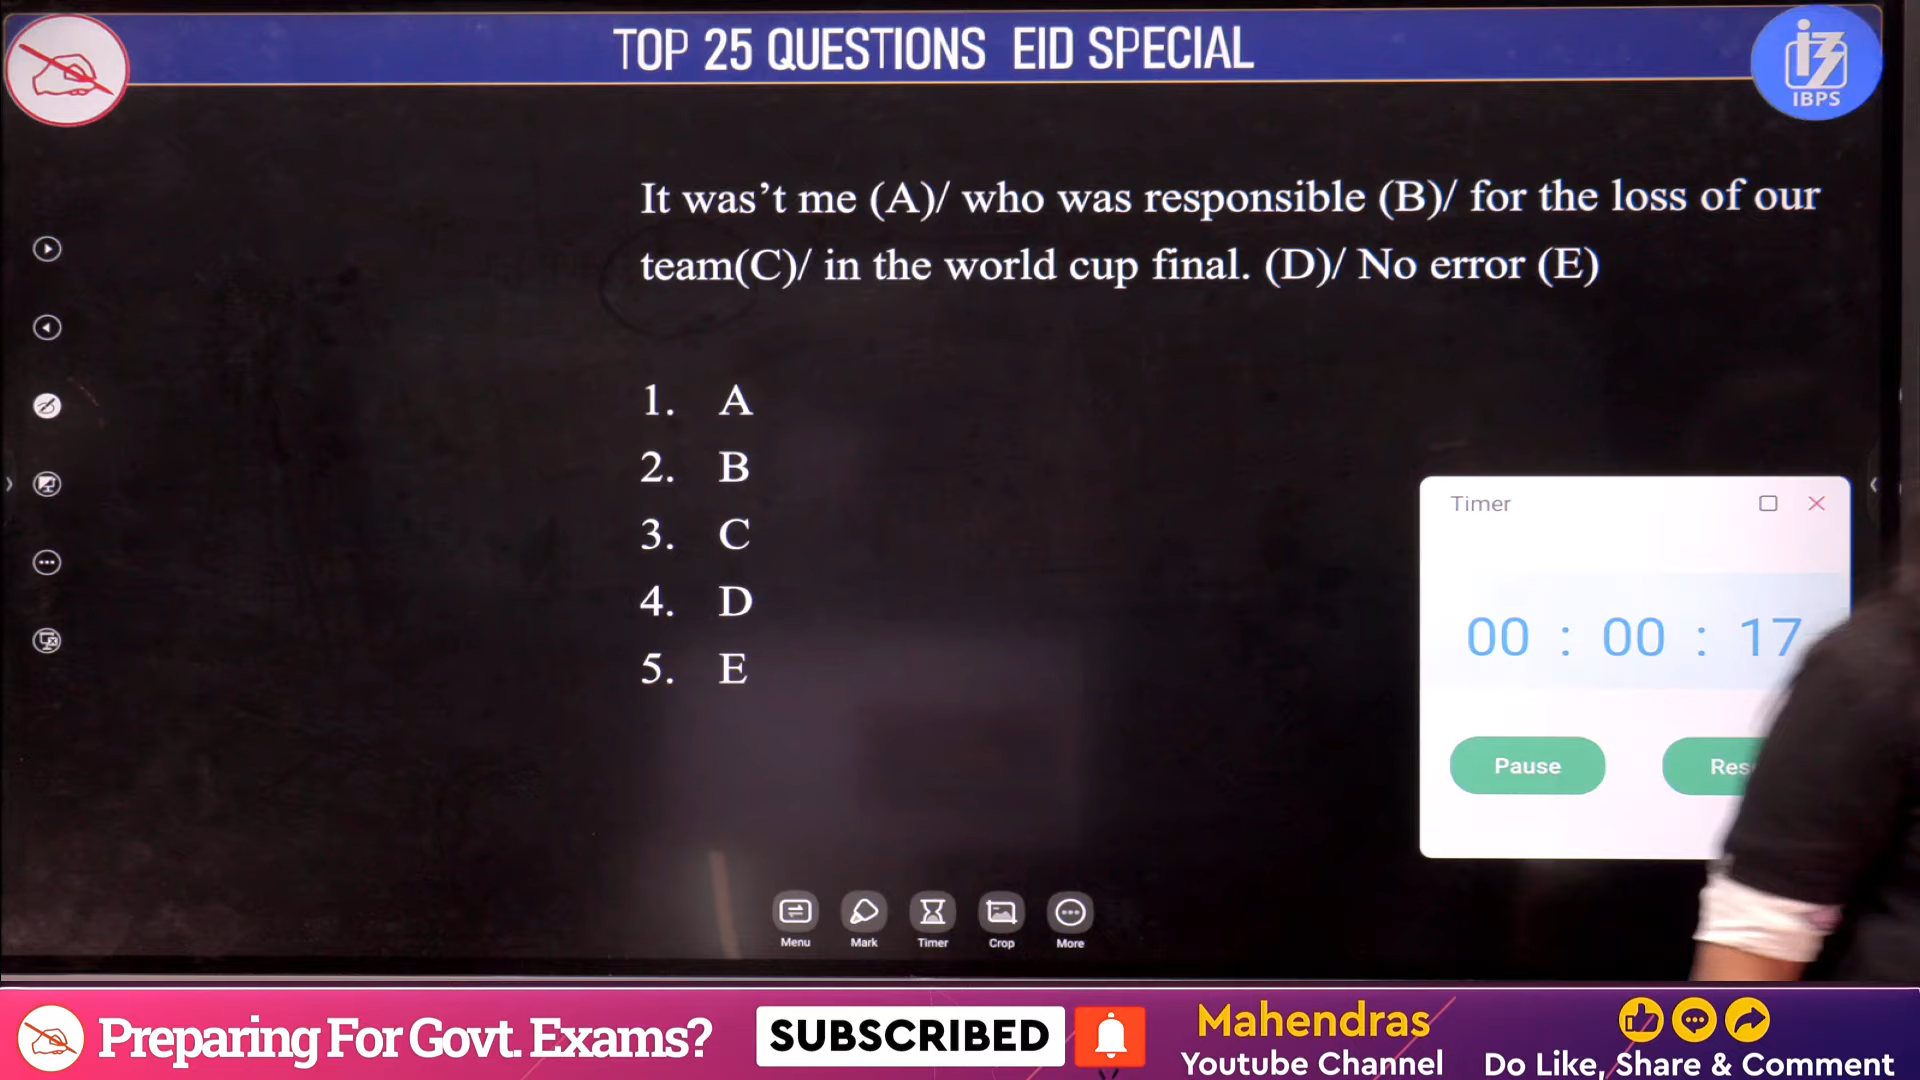 TOP 25 QUESTIONS EID SPECIAL
IBPS
It was’t me (A)/ who was responsible (B)/ for the loss of our
team(C)/ in the world cup final. (D)/ No error (E)
1. A
2. B
3. C
4. D
5. E
Timer
00 : 00 : 17
Pause
Res
Menu
Mark
Timer
Crop
More
Preparing For Govt. Exams?
SUBSCRIBED
Mahendras
Youtube Channel
Do Like, Share & Comment